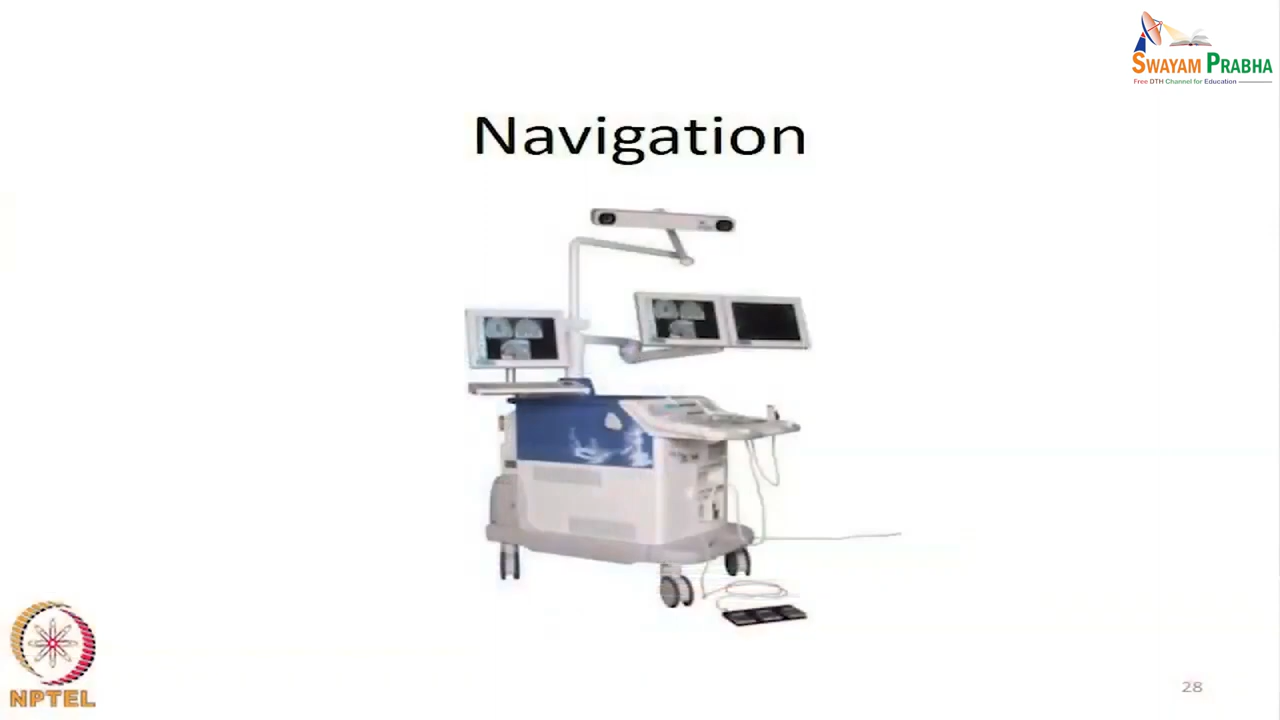 SWAYAM PRABHA
Free DTH Channel for Education
Navigation
NPTEL
28